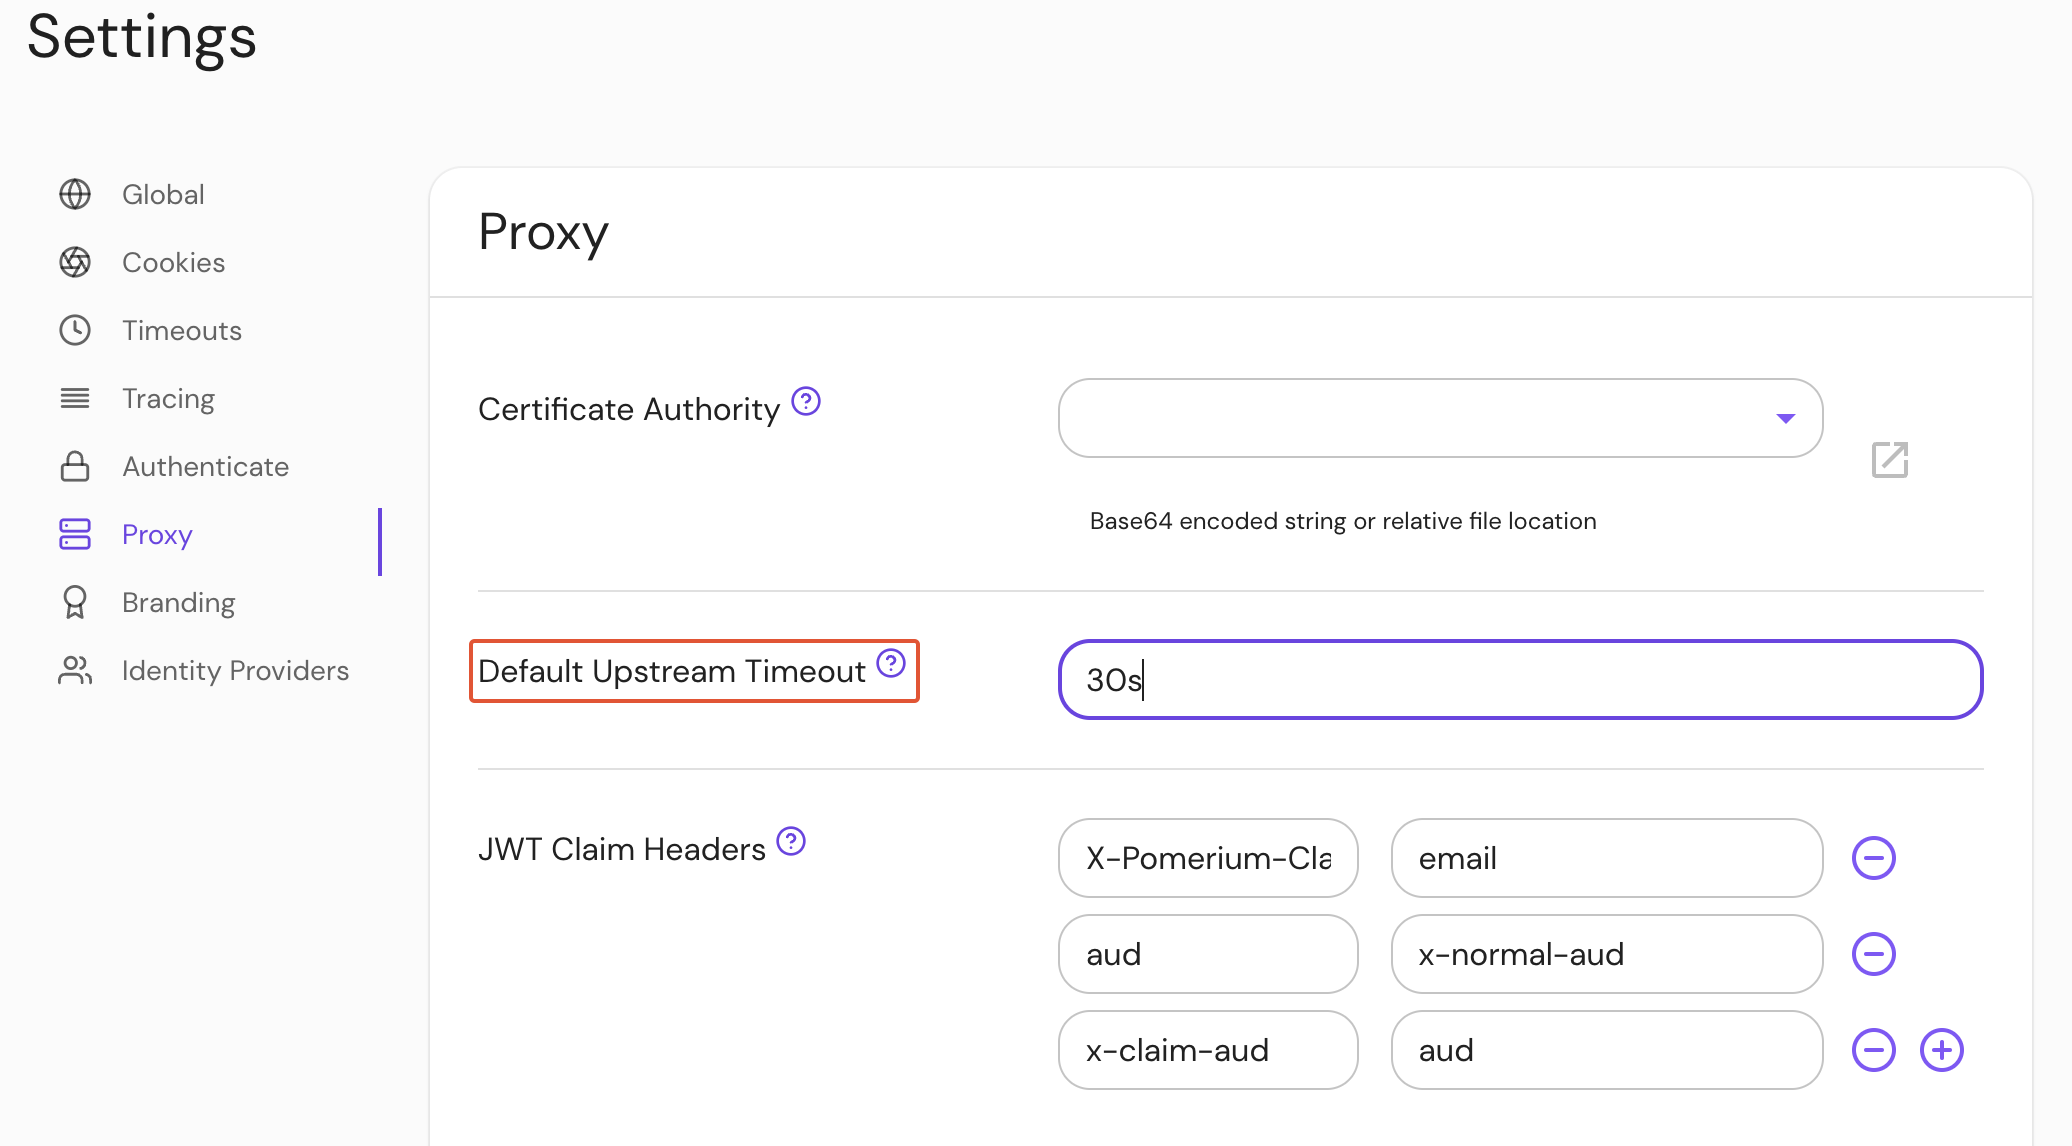 Settings
Global
Cookies
Timeouts
Tracing
Authenticate
Proxy
Branding
Identity Providers
Proxy
Certificate Authority
Base64 encoded string or relative file location
Default Upstream Timeout
30s
JWT Claim Headers
X-Pomerium-Cla
email
aud
x-normal-aud
x-claim-aud
aud